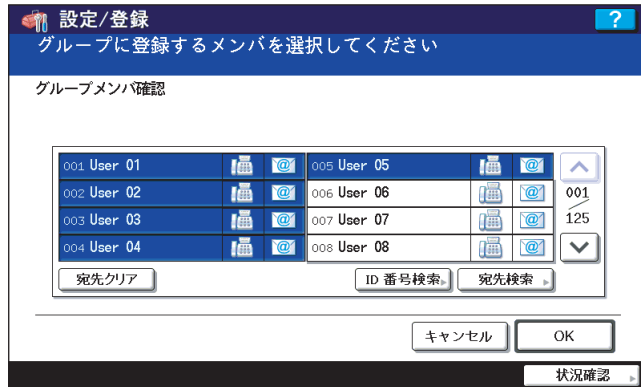 設定/登録 ?
グループに登録するメンバを選択してください
グループメンバ確認
001 User 01
002 User 02
003 User 03
004 User 04
005 User 05
006 User 06
007 User 07
008 User 08
001
125
宛先クリア
ID 番号検索
宛先検索
キャンセル
OK
状況確認